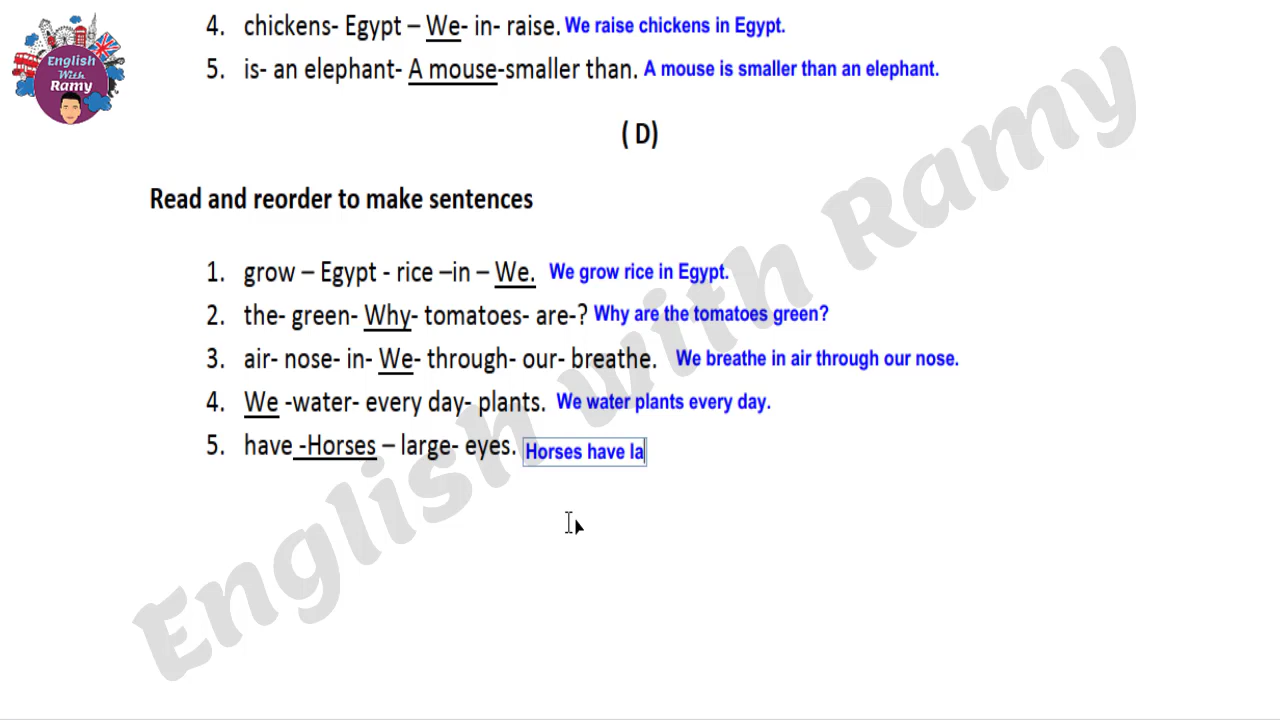 4. chickens- Egypt – We- in- raise. We raise chickens in Egypt.
English
With
Ramy
5. is- an elephant- A mouse-smaller than. A mouse is smaller than an elephant.
( D)
Read and reorder to make sentences
1. grow – Egypt - rice –in – We. We grow rice in Egypt.
2. the- green- Why- tomatoes- are-? Why are the tomatoes green?
3. air- nose- in- We- through- our- breathe. We breathe in air through our nose.
4. We -water- every day- plants. We water plants every day.
5. have -Horses – large- eyes. Horses have la
English with Ramy